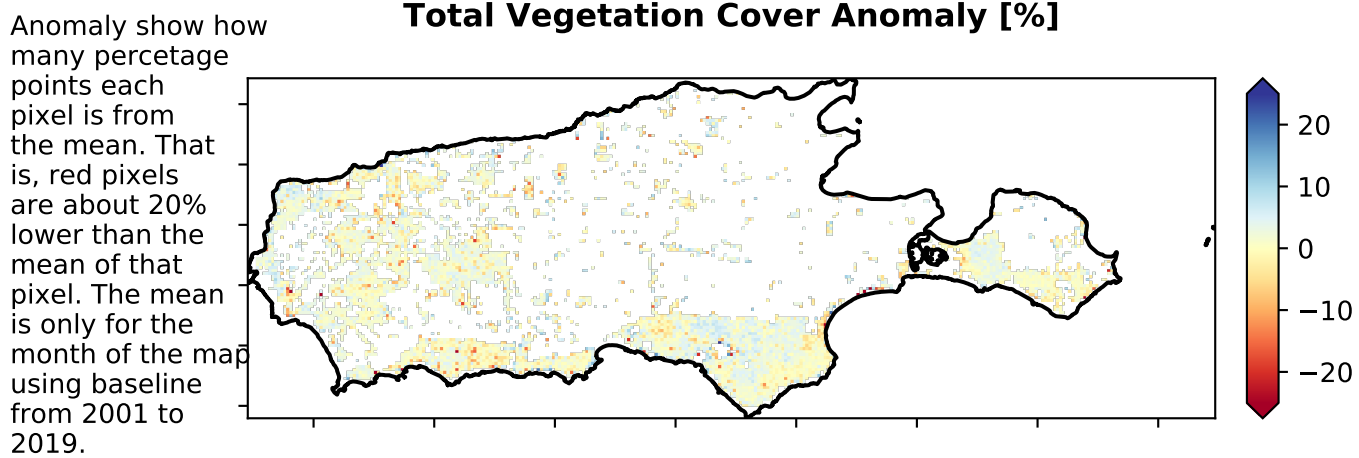 Total Vegetation Cover Anomaly [%]
Anomaly show how
many percetage
points each
pixel is from
the mean. That
is, red pixels
are about 20%
lower than the
mean of that
pixel. The mean
is only for the
month of the map
using baseline
from 2001 to
2019.
20
10
0
−10
−20